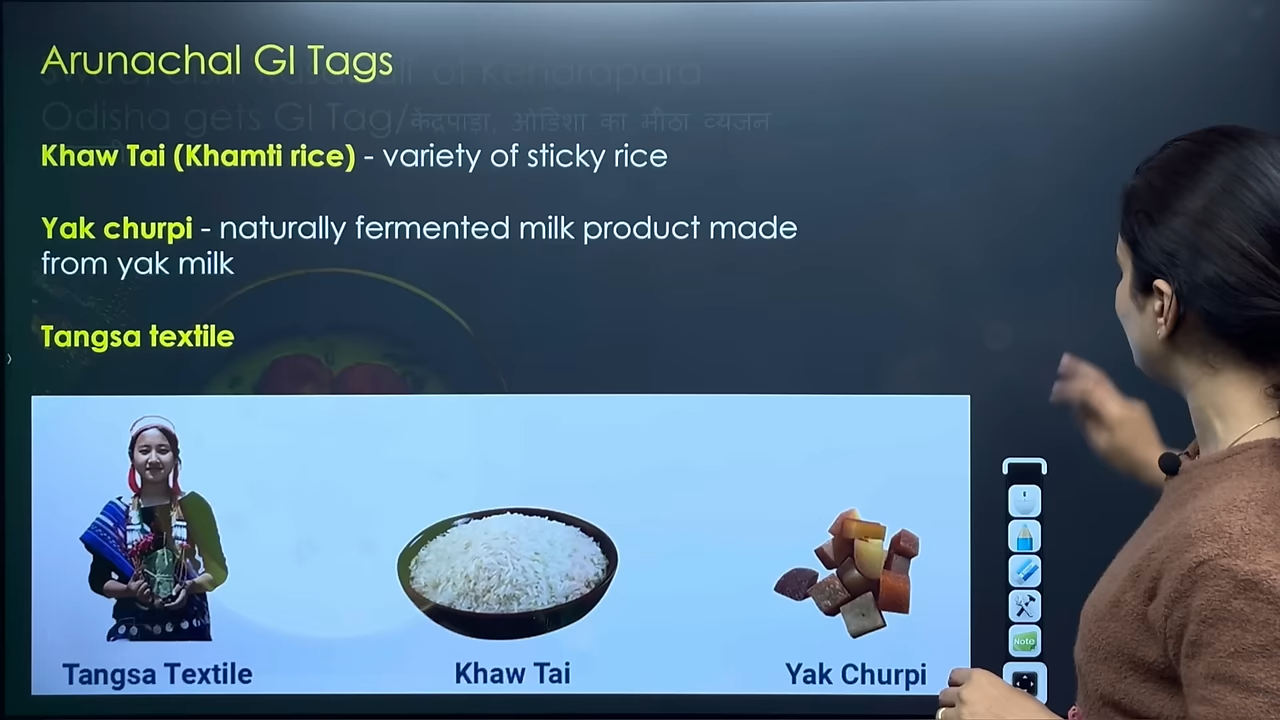 Arunachal GI Tags
Odisha gets GI Tag/केंद्रपाड़ा, ओडिशा का मीठा व्यंजन
Khaw Tai (Khamti rice) - variety of sticky rice
Yak churpi - naturally fermented milk product made
from yak milk
Tangsa textile
Tangsa Textile
Khaw Tai
Yak Churpi
Note